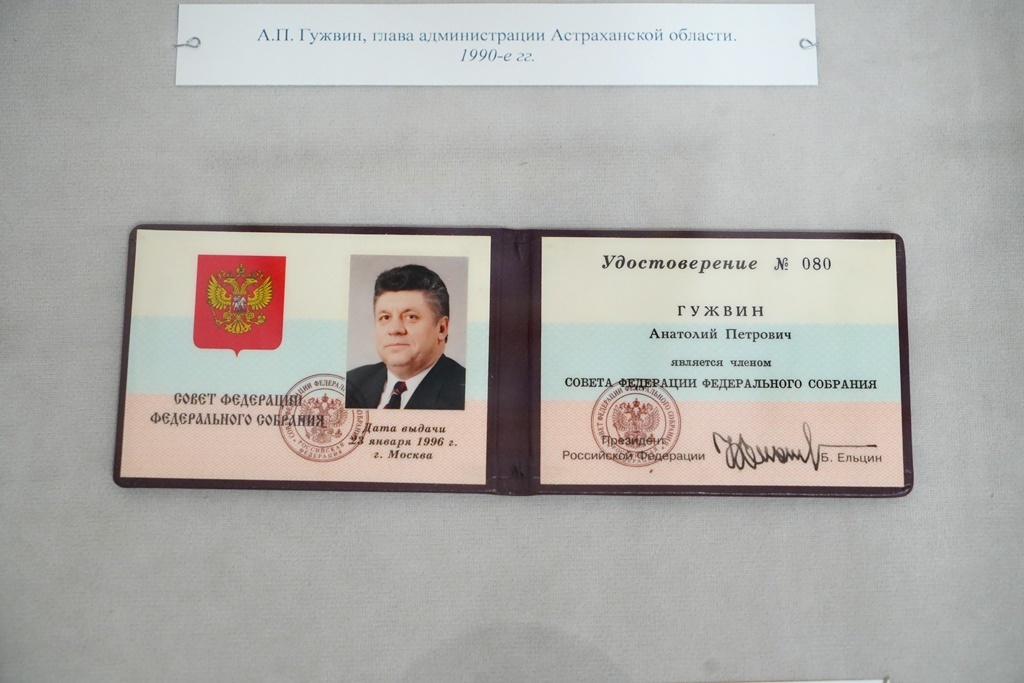 А.П. Гужвин, глава администрации Астраханской области.
1990-е гг.
СОВЕТ ФЕДЕРАЦИИ
ФЕДЕРАЛЬНОГО СОБРАНИЯ
Дата выдачи
23 января 1996 г.
г. Москва
Удостоверение № 080
ГУЖВИН
Анатолий Петрович
является членом
СОВЕТА ФЕДЕРАЦИИ ФЕДЕРАЛЬНОГО СОБРАНИЯ
Президент
Российской Федерации
Б. Ельцин